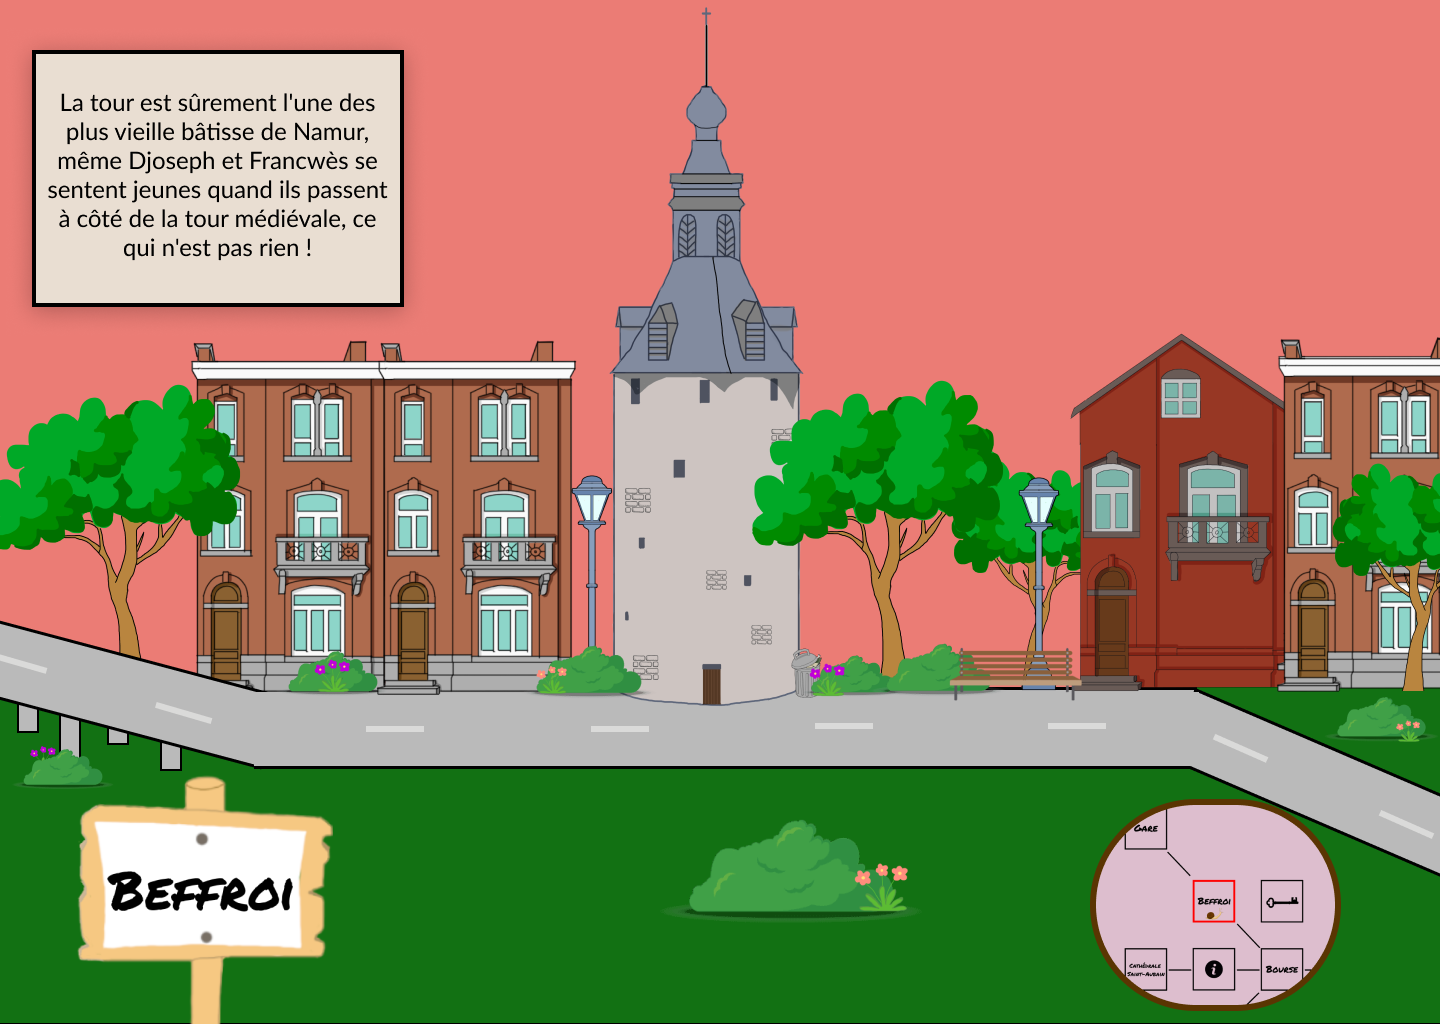 La tour est sûrement l'une des
plus vieille bâtisse de Namur,
même Djoseph et Francwès se
sentent jeunes quand ils passent
à côté de la tour médiévale, ce
qui n'est pas rien !
Beffroi
Gare
Beffroi
Cathédrale
Saint-Aubain
i
Bourse